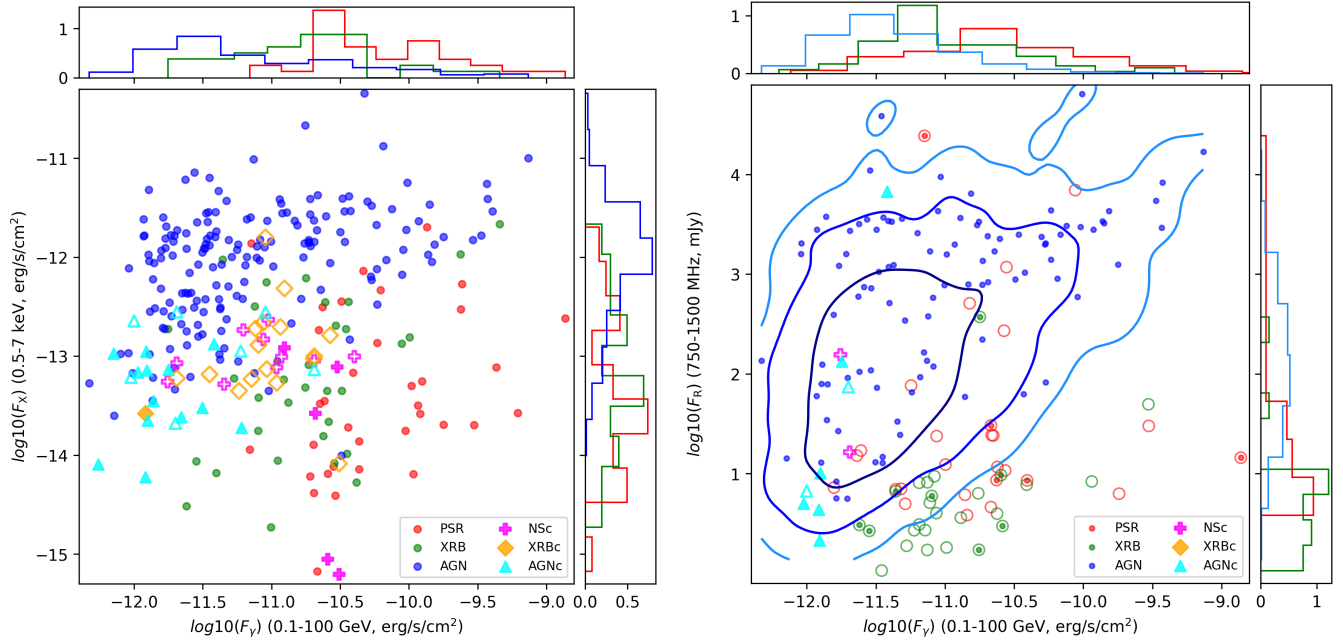 1
0
−11
−12
−13
−14
−15
log10(F_X) (0.5-7 keV, erg/s/cm²)
PSR NSc
XRB XRBc
AGN AGNc
−12.0 −11.5 −11.0 −10.5 −10.0 −9.5 −9.0
0.0 0.5
log10(F_γ) (0.1-100 GeV, erg/s/cm²)
1
0
4
3
2
1
log10(F_R) (750-1500 MHz, mJy)
PSR NSc
XRB XRBc
AGN AGNc
−12.0 −11.5 −11.0 −10.5 −10.0 −9.5 −9.0
0 1
log10(F_γ) (0.1-100 GeV, erg/s/cm²)